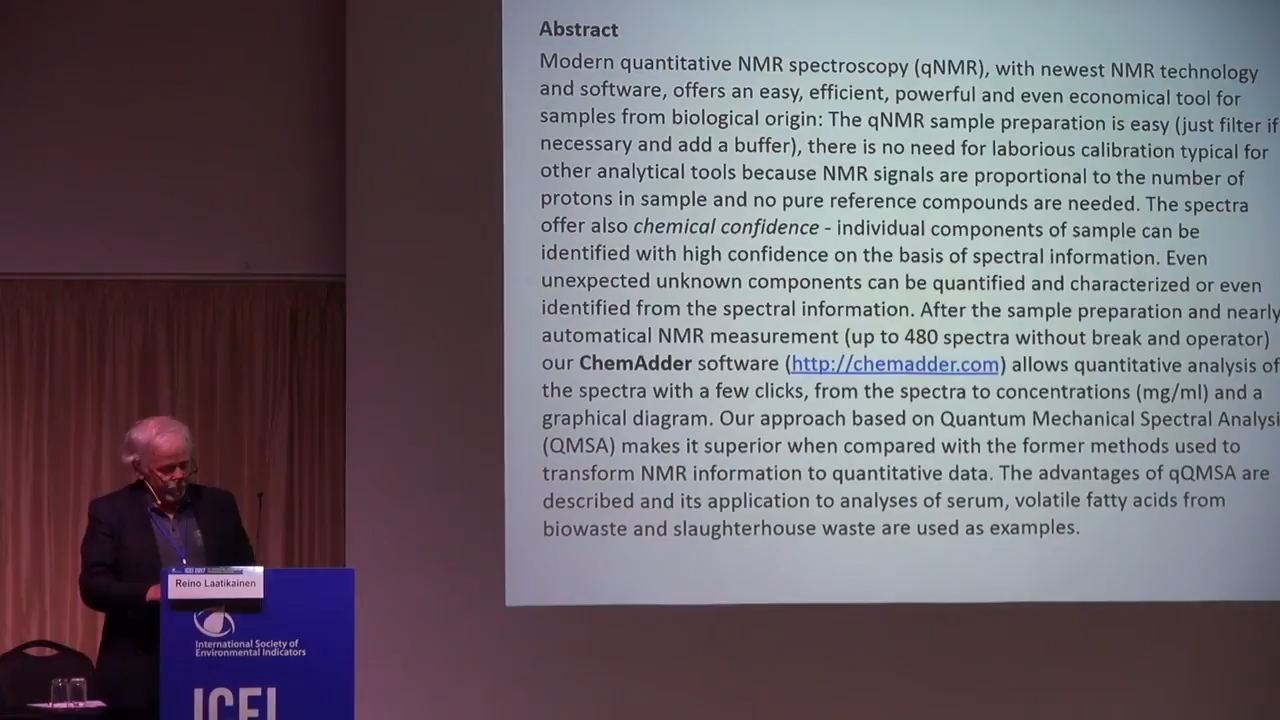 Abstract
Modern quantitative NMR spectroscopy (qNMR), with newest NMR technology
and software, offers an easy, efficient, powerful and even economical tool for
samples from biological origin: The qNMR sample preparation is easy (just filter if
necessary and add a buffer), there is no need for laborious calibration typical for
other analytical tools because NMR signals are proportional to the number of
protons in sample and no pure reference compounds are needed. The spectra
offer also chemical confidence - individual components of sample can be
identified with high confidence on the basis of spectral information. Even
unexpected unknown components can be quantified and characterized or even
identified from the spectral information. After the sample preparation and nearly
automatical NMR measurement (up to 480 spectra without break and operator)
our ChemAdder software (http://chemadder.com) allows quantitative analysis of
the spectra with a few clicks, from the spectra to concentrations (mg/ml) and a
graphical diagram. Our approach based on Quantum Mechanical Spectral Analysi
(QMSA) makes it superior when compared with the former methods used to
transform NMR information to quantitative data. The advantages of qQMSA are
described and its application to analyses of serum, volatile fatty acids from
biowaste and slaughterhouse waste are used as examples.
ICEI 2017
Reino Laatikainen
International Society of
Environmental Indicators
ICEI